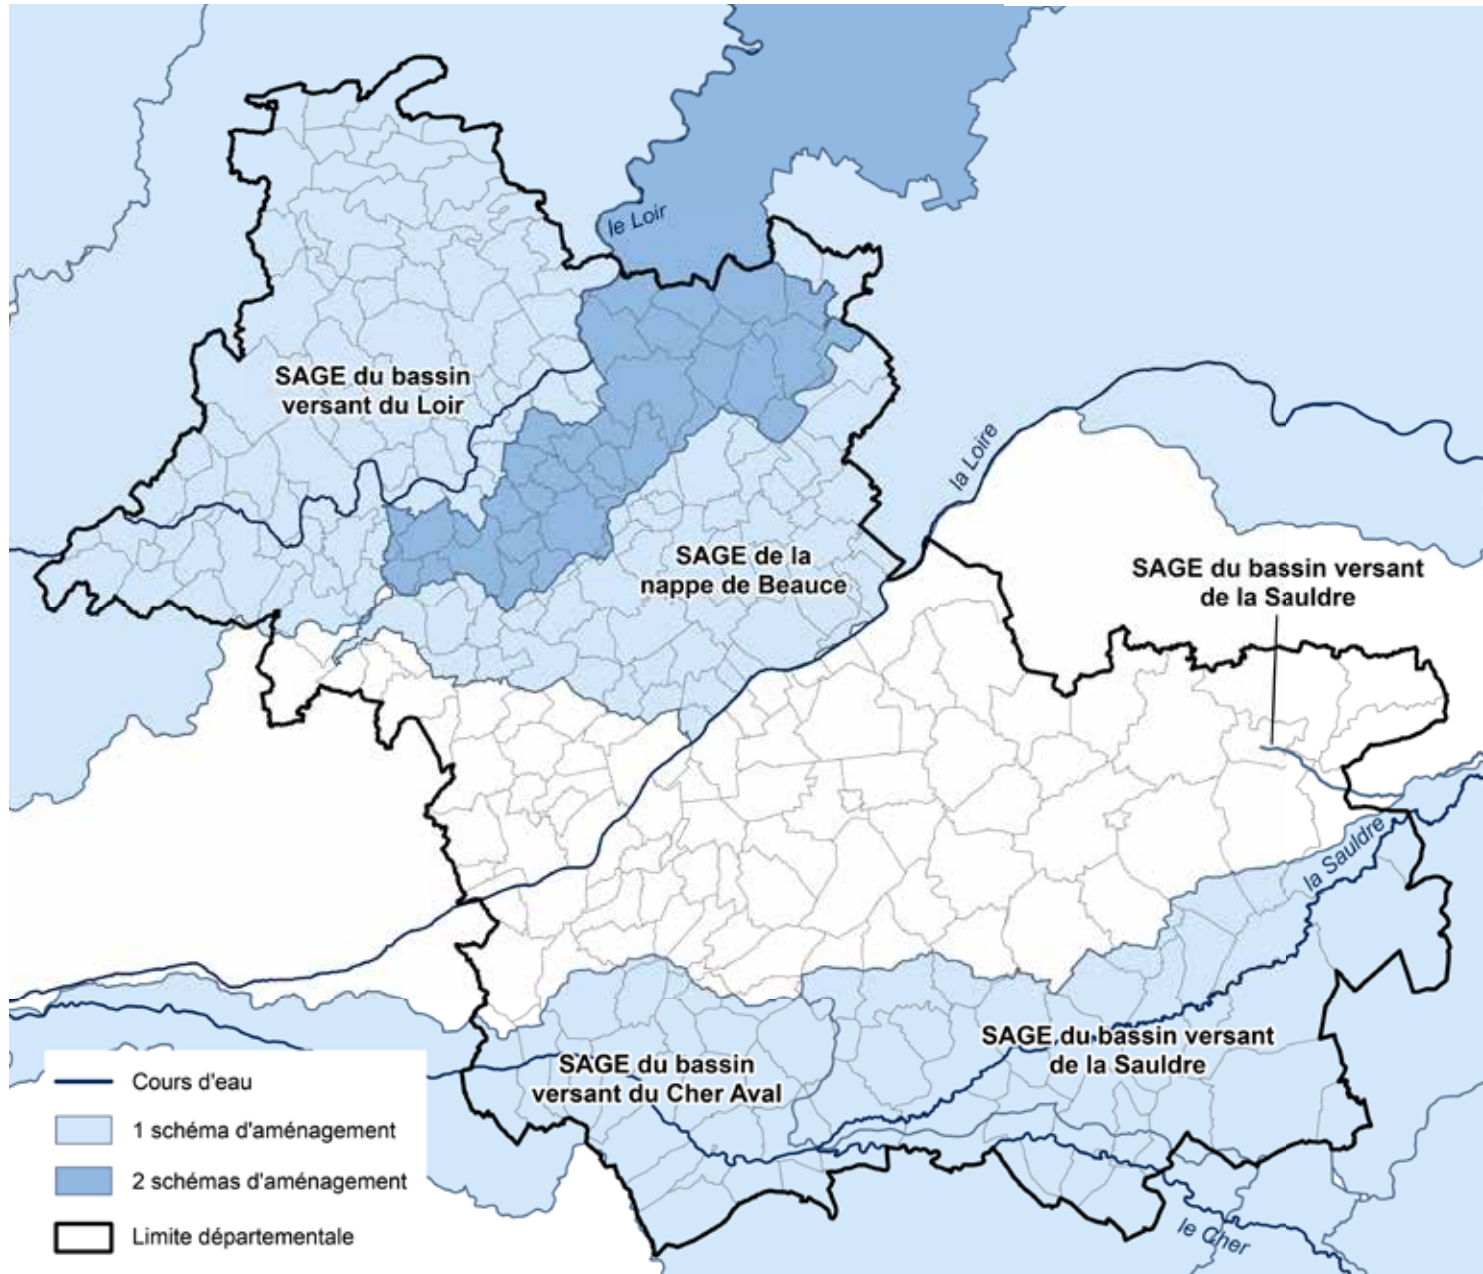 le Loir
SAGE du bassin
versant du Loir
la Loire
SAGE de la
nappe de Beauce
SAGE du bassin versant
de la Sauldre
la Sauldre
SAGE du bassin versant
de la Sauldre
SAGE du bassin
versant du Cher Aval
le Cher
Cours d'eau
1 schéma d'aménagement
2 schémas d'aménagement
Limite départementale